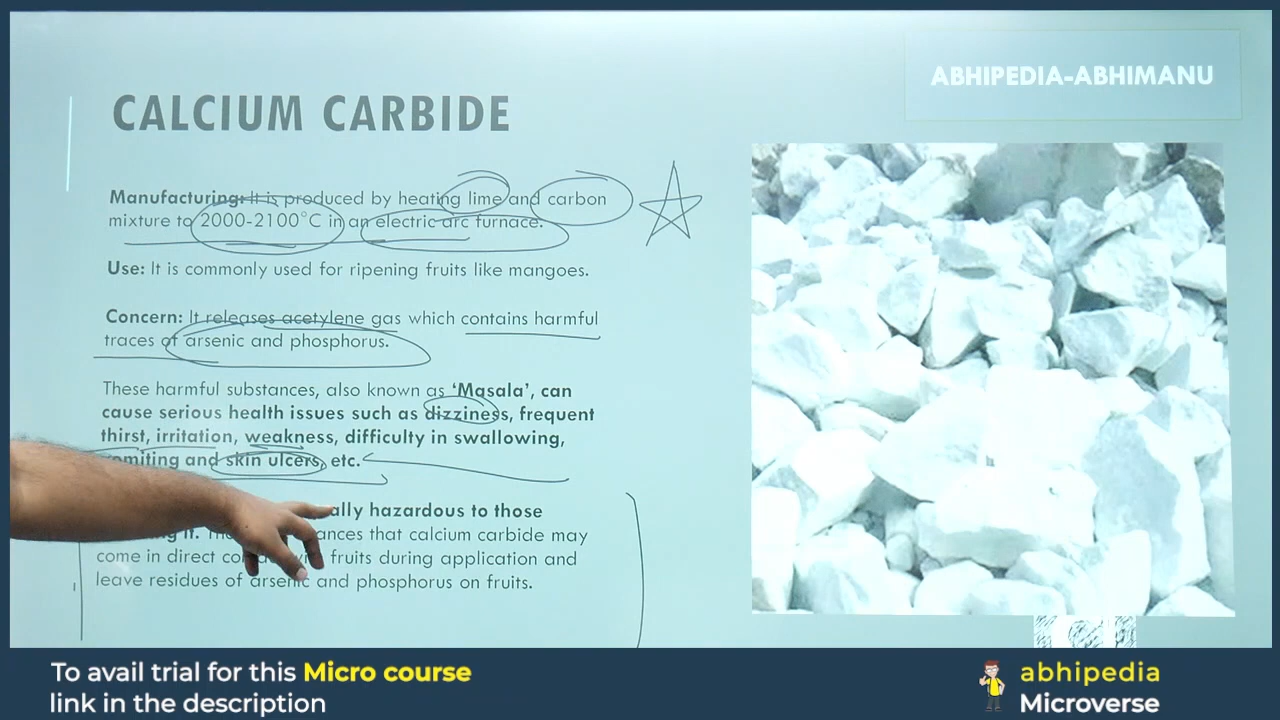 ABHIPEDIA-ABHIMANU
CALCIUM CARBIDE
Manufacturing: It is produced by heating lime and carbon
mixture to 2000-2100°C in an electric arc furnace.
Use: It is commonly used for ripening fruits like mangoes.
Concern: It releases acetylene gas which contains harmful
traces of arsenic and phosphorus.
These harmful substances, also known as ‘Masala’, can
cause serious health issues such as dizziness, frequent
thirst, irritation, weakness, difficulty in swallowing,
vomiting and skin ulcers, etc.
hazardous to those
it. chances that calcium carbide may
come in direct contact with fruits during application and
leave residues of arsenic and phosphorus on fruits.
To avail trial for this Micro course
link in the description
abhipedia
Microverse